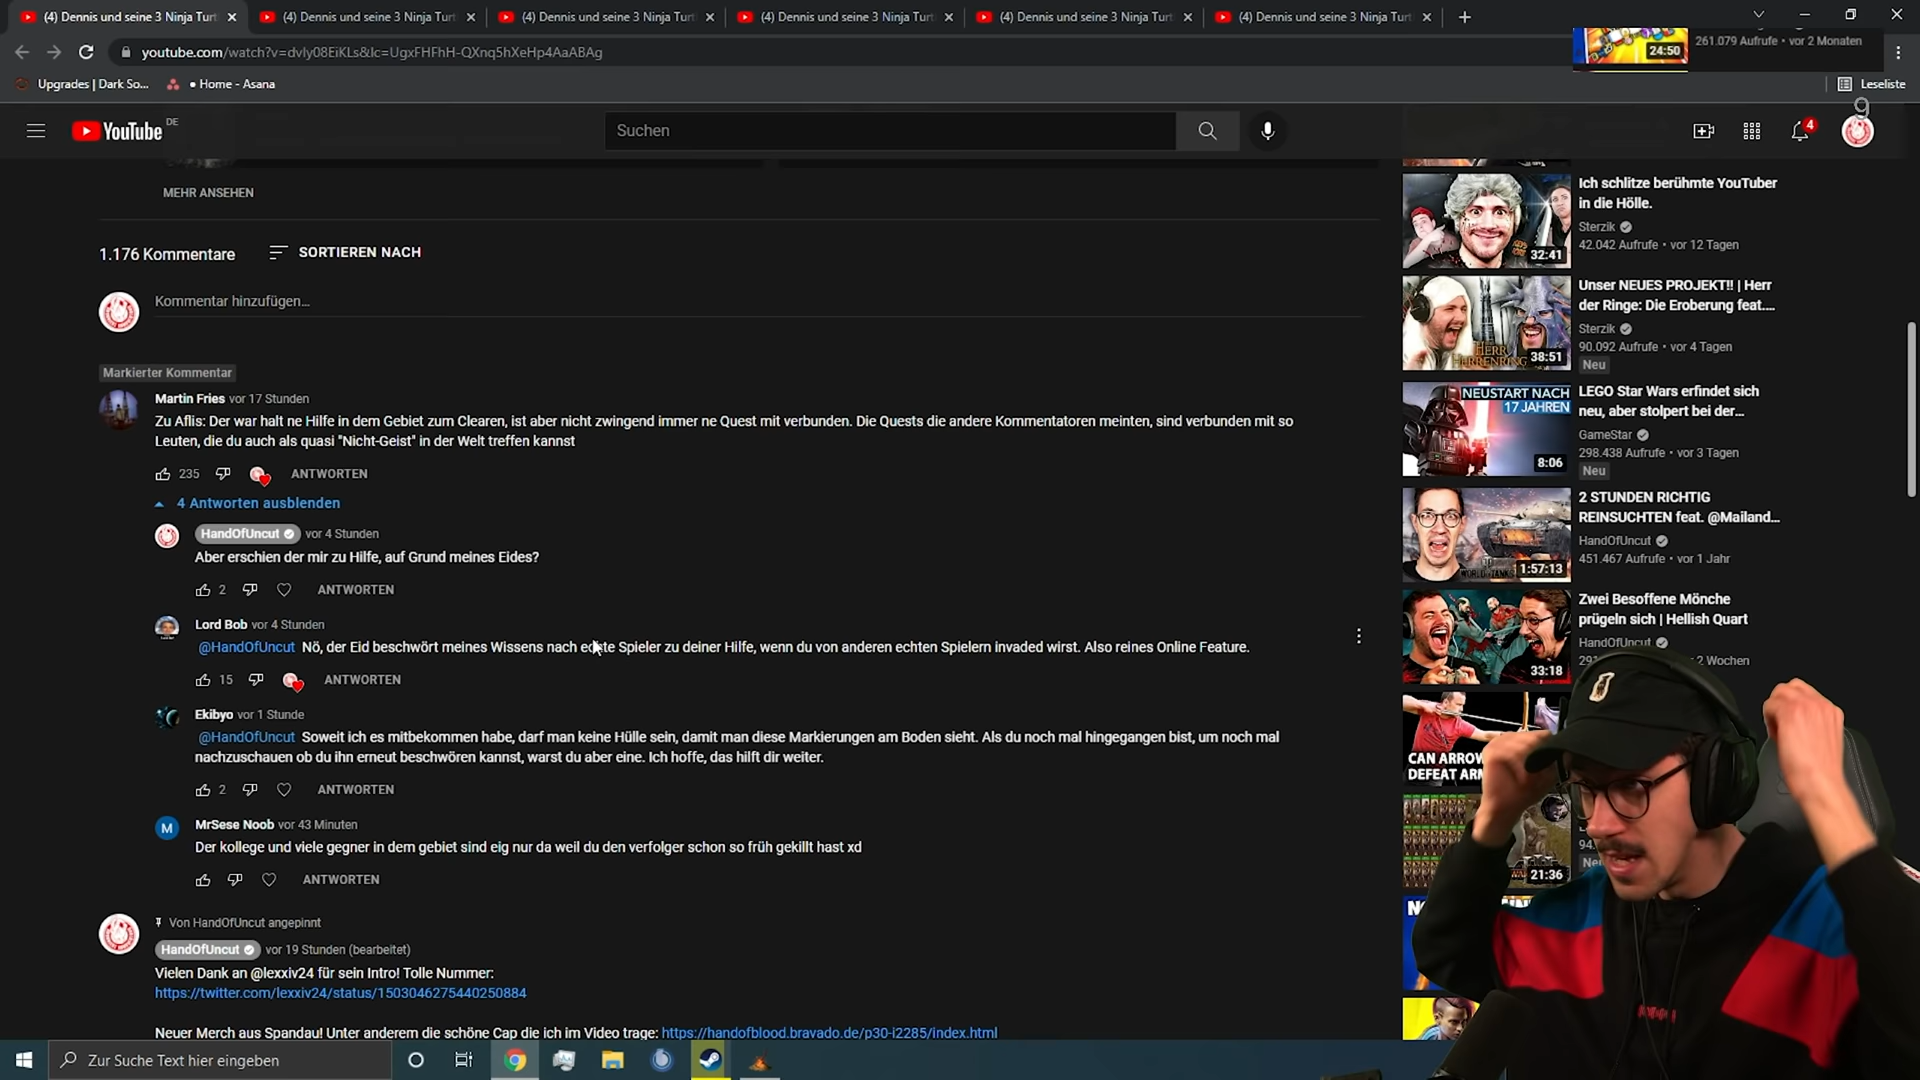 (4) Dennis und seine 3 Ninja Turt
(4) Dennis und seine 3 Ninja Turt
(4) Dennis und seine 3 Ninja Turt
(4) Dennis und seine 3 Ninja Turt
(4) Dennis und seine 3 Ninja Turt
(4) Dennis und seine 3 Ninja Turt
youtube.com/watch?v=dvIy08EiKLs&lc=UgxFHFhH-QXnq5hXeHp4AaABAg
24:50
261.079 Aufrufe • vor 2 Monaten
Upgrades | Dark So...
• Home - Asana
Leseliste
9
YouTube DE
Suchen
4
MEHR ANSEHEN
1.176 Kommentare
SORTIEREN NACH
Kommentar hinzufügen...
Markierter Kommentar
Martin Fries vor 17 Stunden
Zu Aflis: Der war halt ne Hilfe in dem Gebiet zum Clearen, ist aber nicht zwingend immer ne Quest mit verbunden. Die Quests die andere Kommentatoren meinten, sind verbunden mit so
Leuten, die du auch als quasi "Nicht-Geist" in der Welt treffen kannst
235
ANTWORTEN
4 Antworten ausblenden
HandOfUncut vor 4 Stunden
Aber erschien der mir zu Hilfe, auf Grund meines Eides?
2
ANTWORTEN
Lord Bob vor 4 Stunden
@HandOfUncut Nö, der Eid beschwört meines Wissens nach echte Spieler zu deiner Hilfe, wenn du von anderen echten Spielern invaded wirst. Also reines Online Feature.
15
ANTWORTEN
Ekibyo vor 1 Stunde
@HandOfUncut Soweit ich es mitbekommen habe, darf man keine Hülle sein, damit man diese Markierungen am Boden sieht. Als du noch mal hingegangen bist, um noch mal
nachzuschauen ob du ihn erneut beschwören kannst, warst du aber eine. Ich hoffe, das hilft dir weiter.
2
ANTWORTEN
M
MrSese Noob vor 43 Minuten
Der kollege und viele gegner in dem gebiet sind eig nur da weil du den verfolger schon so früh gekillt hast xd
ANTWORTEN
Von HandOfUncut angepinnt
HandOfUncut vor 19 Stunden (bearbeitet)
Vielen Dank an @lexxiv24 für sein Intro! Tolle Nummer:
https://twitter.com/lexxiv24/status/1503046275440250884
Neuer Merch aus Spandau! Unter anderem die schöne Cap die ich im Video trage: https://handofblood.bravado.de/p30-i2285/index.html
Ich schlitze berühmte YouTuber
in die Hölle.
Sterzik
42.042 Aufrufe • vor 12 Tagen
32:41
Unser NEUES PROJEKT!! | Herr
der Ringe: Die Eroberung feat....
Sterzik
90.092 Aufrufe • vor 4 Tagen
Neu
HERR
HERRENRING
38:51
LEGO Star Wars erfindet sich
neu, aber stolpert bei der...
GameStar
298.438 Aufrufe • vor 3 Tagen
Neu
NEUSTART NACH
17 JAHREN
8:06
2 STUNDEN RICHTIG
REINSUCHTEN feat. @Mailand...
HandOfUncut
451.467 Aufrufe • vor 1 Jahr
1:57:13
Zwei Besoffene Mönche
prügeln sich | Hellish Quart
HandOfUncut
2 Wochen
33:18
CAN ARROW
DEFEAT ARM
94.
21:36
Zur Suche Text hier eingeben